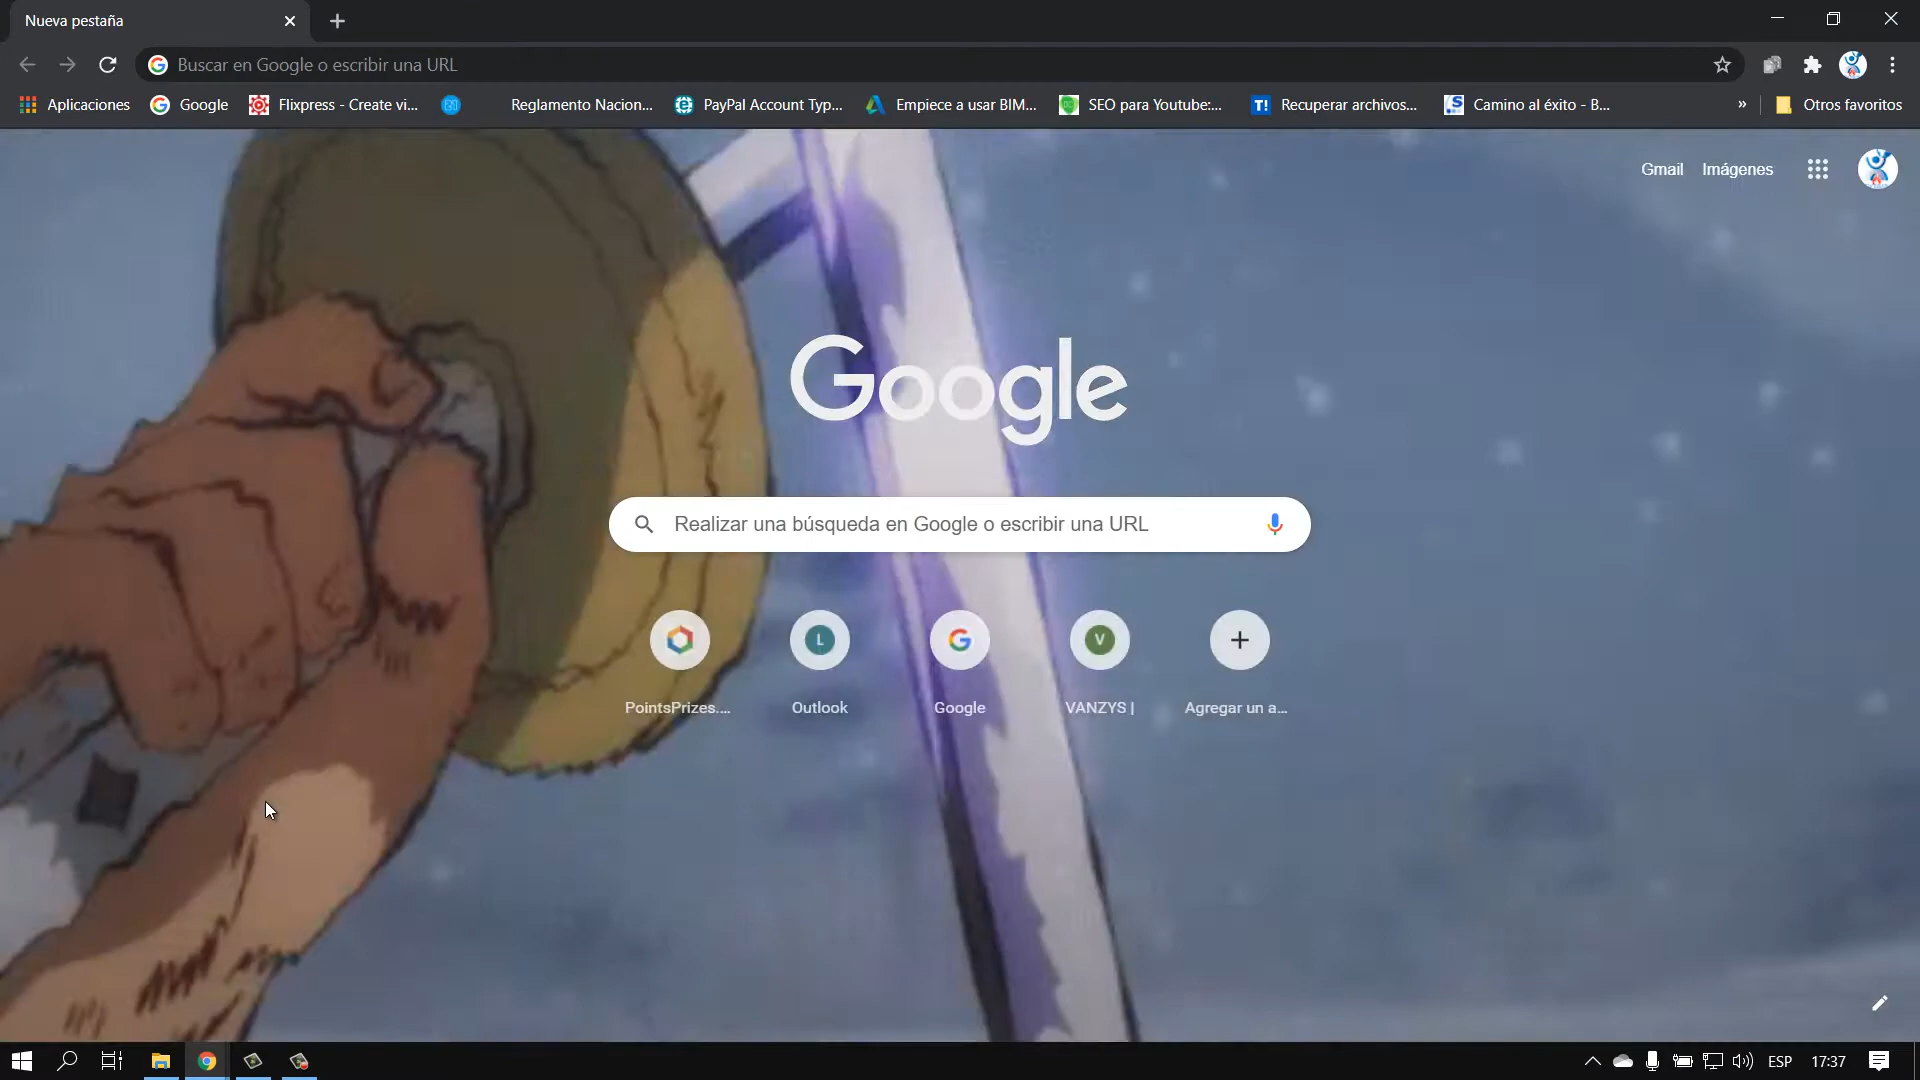 Nueva pestaña
Buscar en Google o escribir una URL
Aplicaciones Google Flixpress - Create vi... Reglamento Nacion... PayPal Account Typ... Empiece a usar BIM... SEO para Youtube:... T! Recuperar archivos... Camino al éxito - B... » Otros favoritos
Gmail Imágenes
Google
Realizar una búsqueda en Google o escribir una URL
L V
PointsPrizes.... Outlook Google VANZYS | Agregar un a...
ESP 17:37